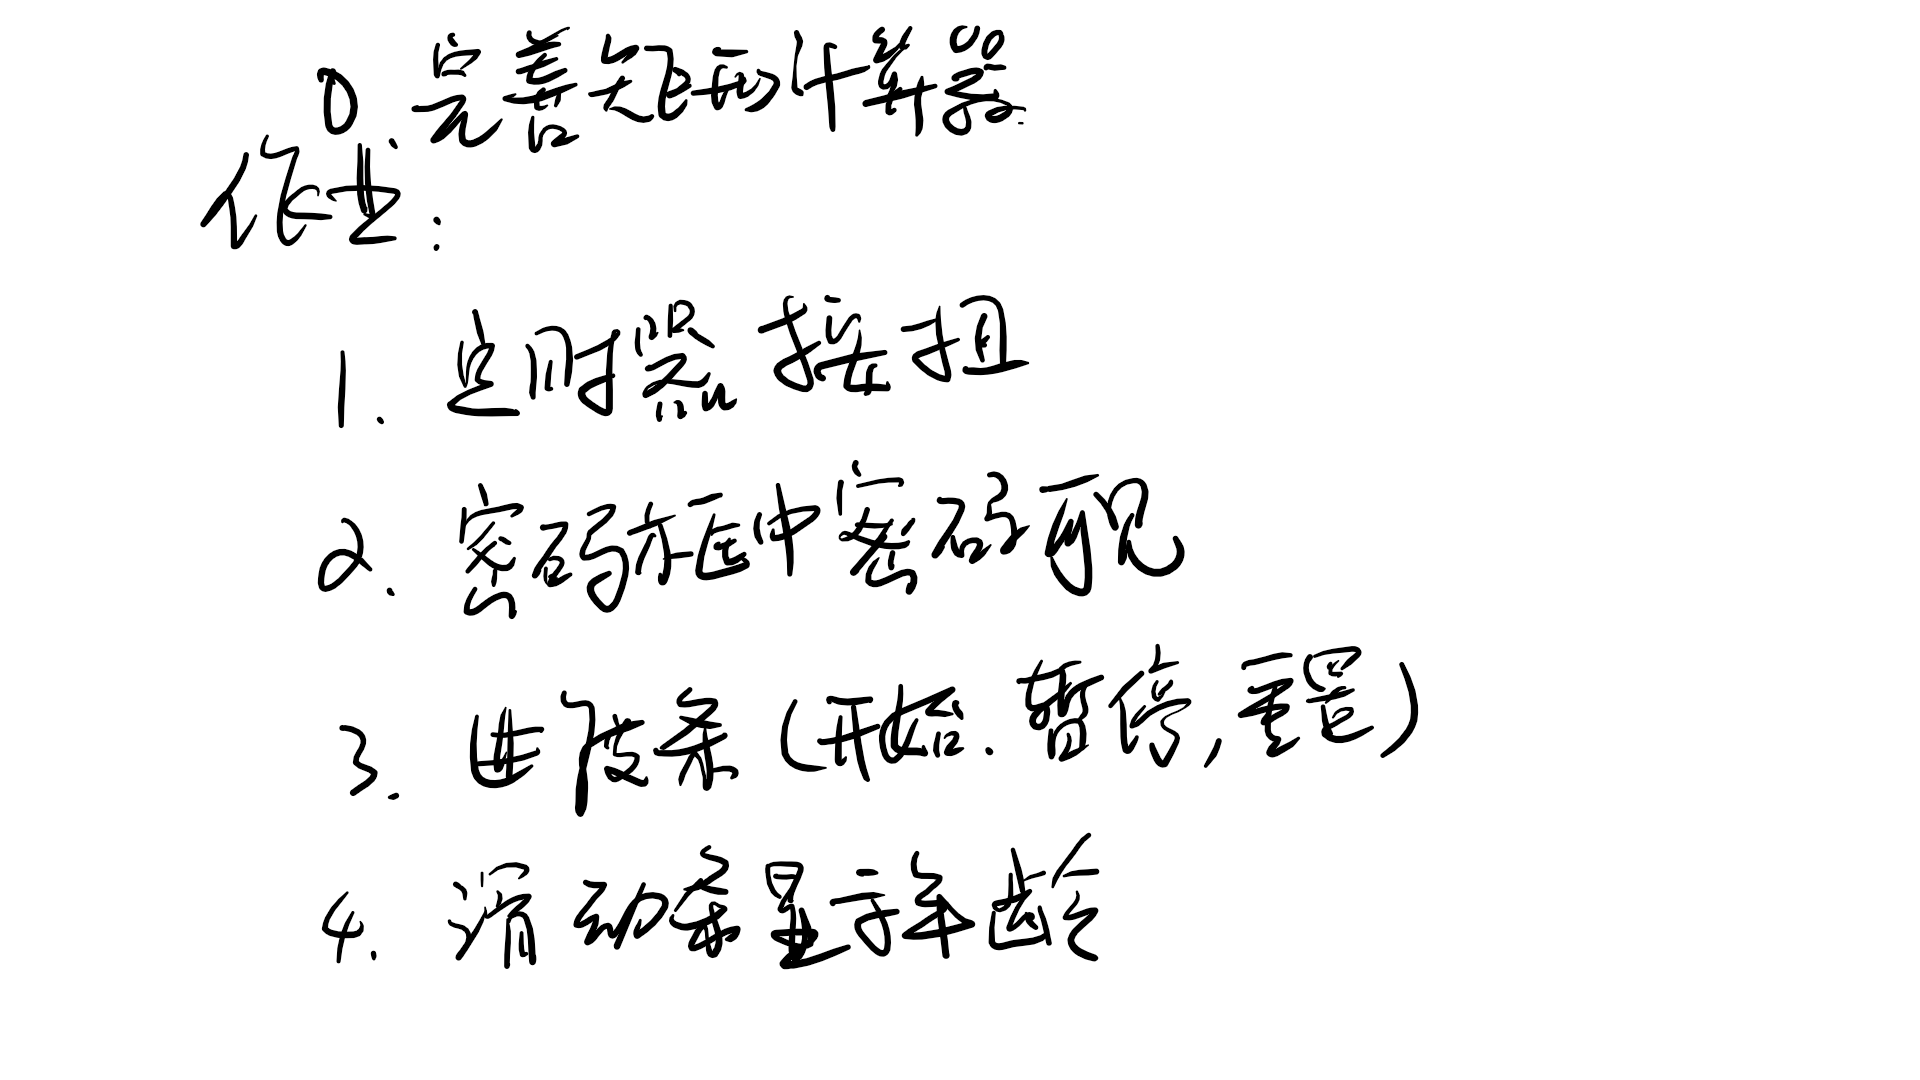 0.完善矩形计算器.
作业:
1.定时器按扭
2.密码框中密码可见
3.进度条(开始.暂停,重置)
4.滑动条显示年龄